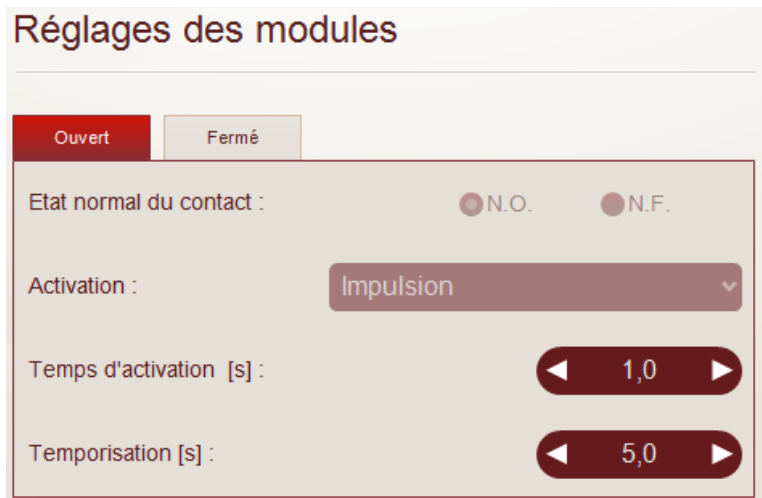 Réglages des modules
Ouvert Fermé
Etat normal du contact : N.O. N.F.
Activation : Impulsion
Temps d'activation [s] : 1,0
Temporisation [s] : 5,0